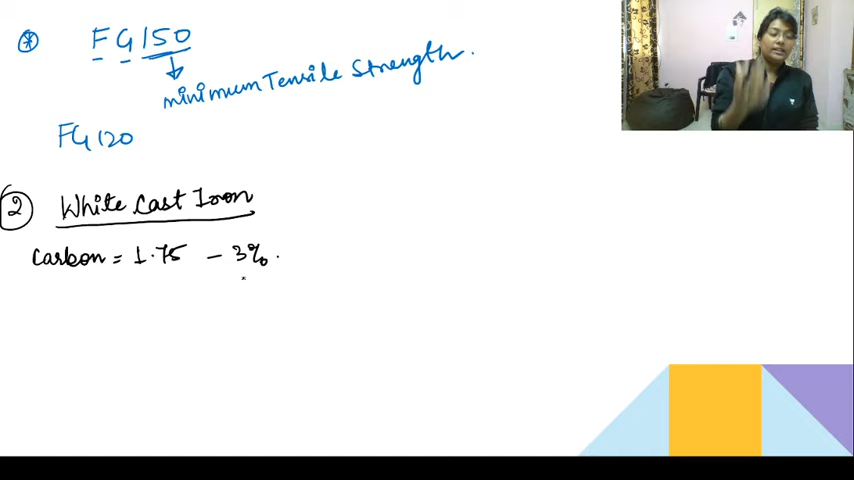 * FG150
minimum Tensile Strength.
FG120
2 White Cast Iron
Carbon = 1.75 - 3%.